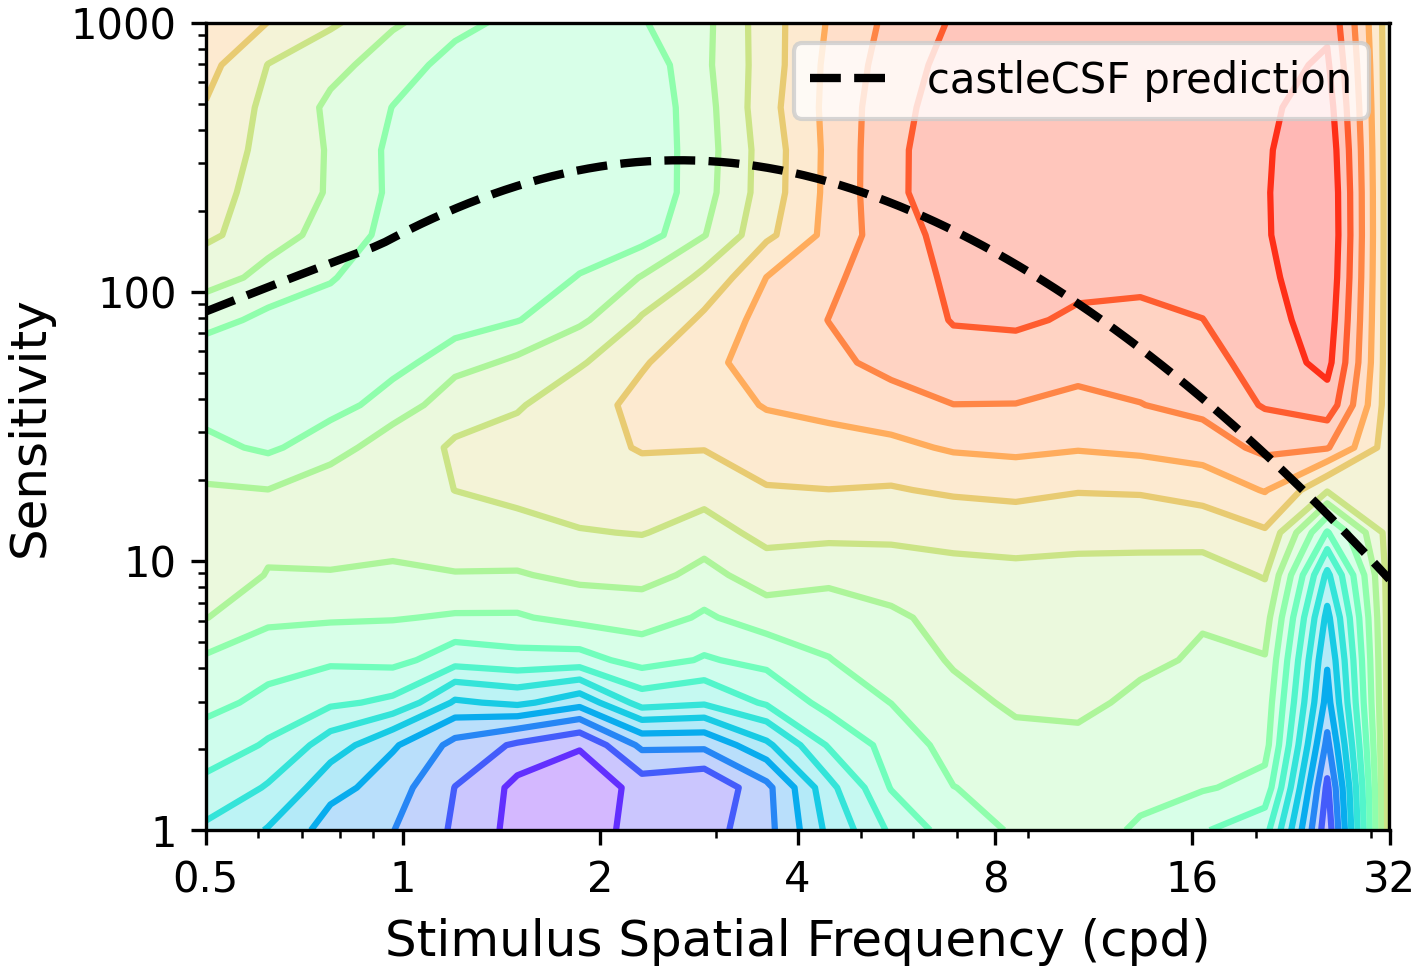 1000
100
10
1
Sensitivity
castleCSF prediction
0.5 1 2 4 8 16 32
Stimulus Spatial Frequency (cpd)